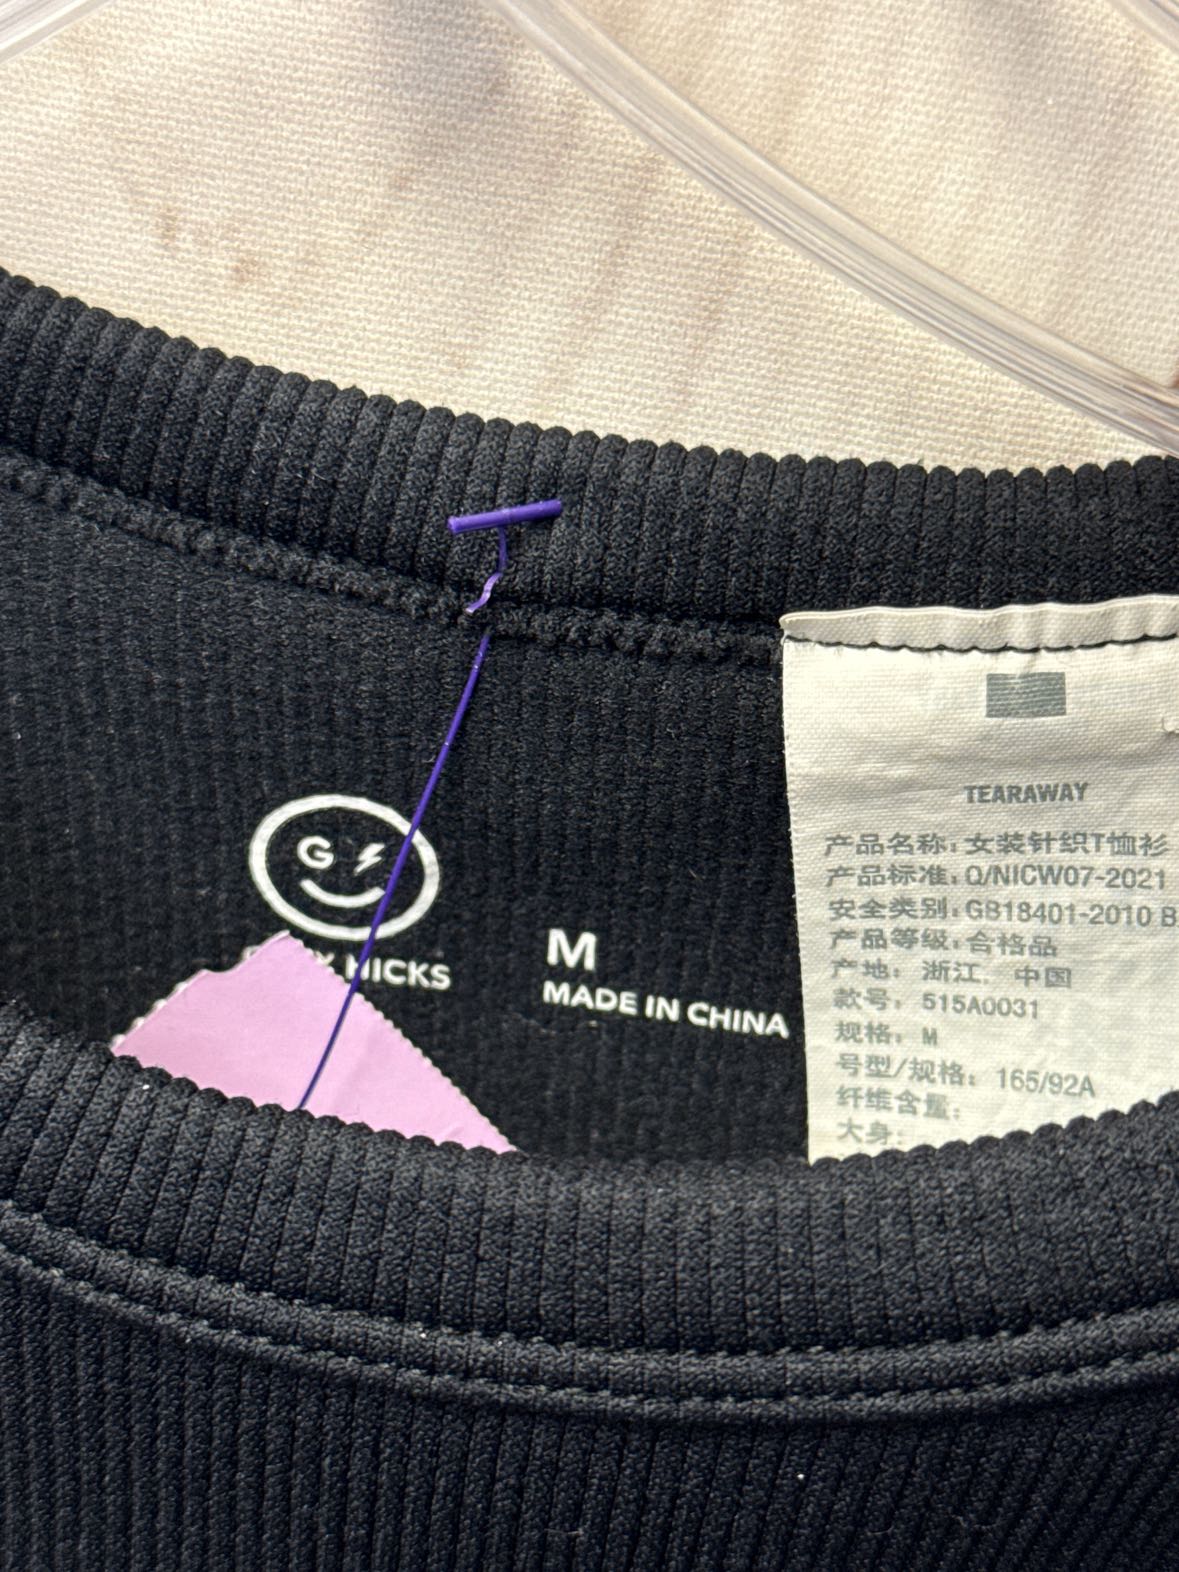 G
HICKS
M
MADE IN CHINA
TEARAWAY
产品名称:女装针织T恤衫
产品标准:Q/NICW07-2021
安全类别:GB18401-2010 B
产品等级:合格品
产地: 浙江. 中国
款号: 515A0031
规格: M
号型/规格: 165/92A
纤维含量:
大身: